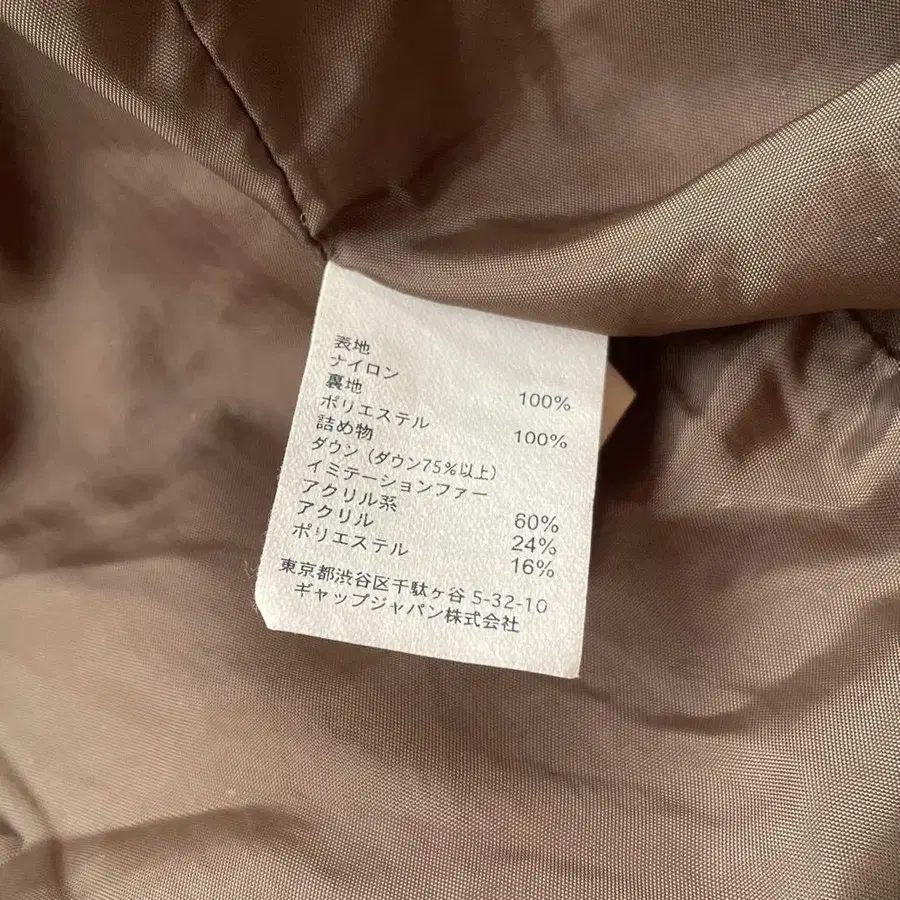 表地
ナイロン 100%
裏地
ポリエステル 100%
詰め物
ダウン (ダウン75%以上)
イミテーションファー
アクリル系 60%
アクリル 24%
ポリエステル 16%
東京都渋谷区千駄ヶ谷 5-32-10
ギャップジャパン株式会社